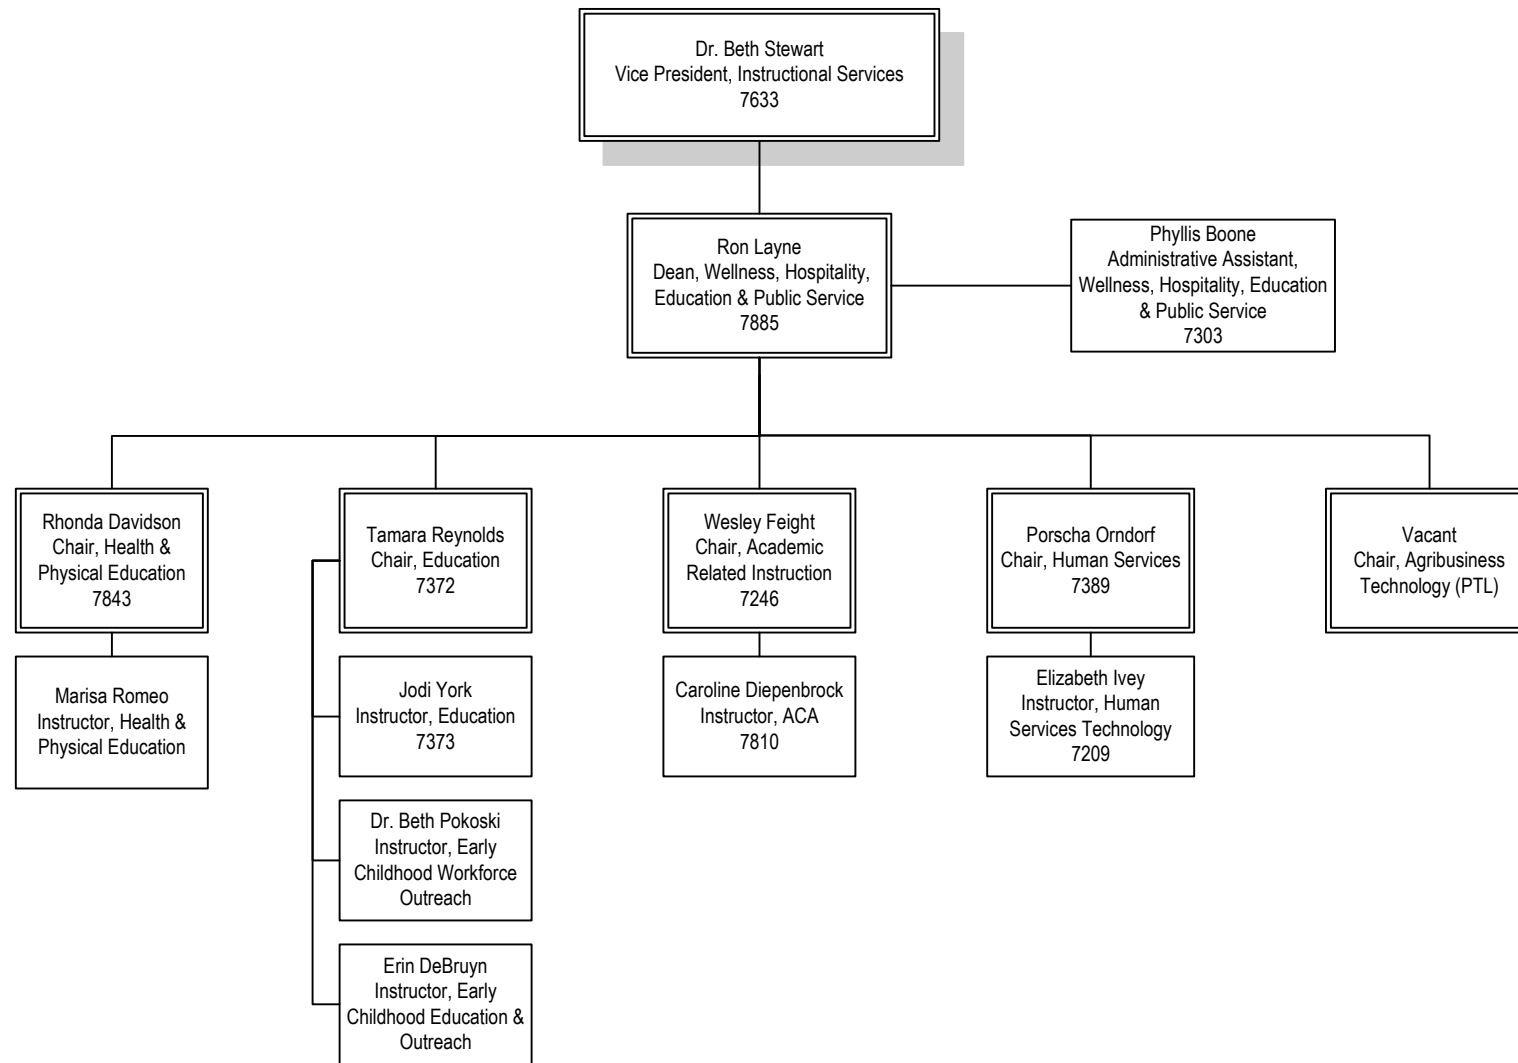 Dr. Beth Stewart
Vice President, Instructional Services
7633
Ron Layne
Dean, Wellness, Hospitality,
Education & Public Service
7885
Phyllis Boone
Administrative Assistant,
Wellness, Hospitality, Education
& Public Service
7303
Rhonda Davidson
Chair, Health &
Physical Education
7843
Tamara Reynolds
Chair, Education
7372
Wesley Feight
Chair, Academic
Related Instruction
7246
Porscha Orndorf
Chair, Human Services
7389
Vacant
Chair, Agribusiness
Technology (PTL)
Marisa Romeo
Instructor, Health &
Physical Education
Jodi York
Instructor, Education
7373
Caroline Diepenbrock
Instructor, ACA
7810
Elizabeth Ivey
Instructor, Human
Services Technology
7209
Dr. Beth Pokoski
Instructor, Early
Childhood Workforce
Outreach
Erin DeBruyn
Instructor, Early
Childhood Education &
Outreach